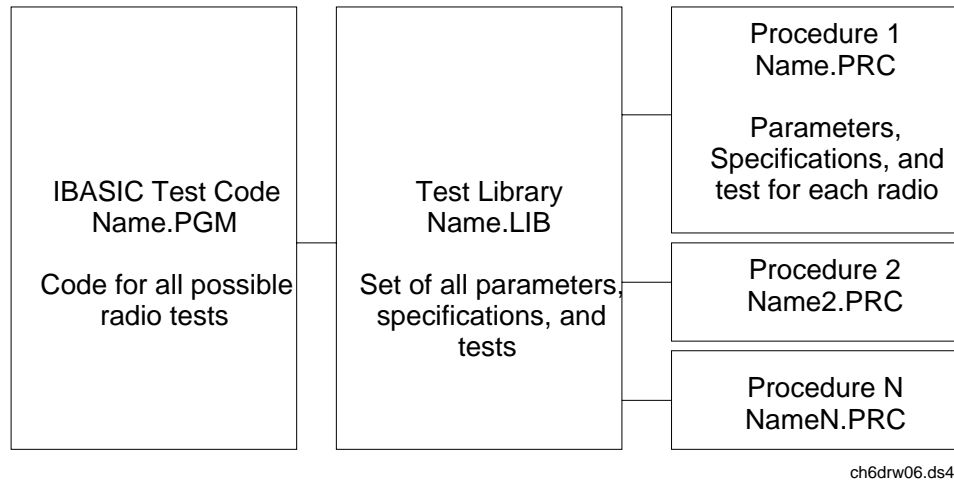 IBASIC Test Code
Name.PGM
Code for all possible
radio tests
Test Library
Name.LIB
Set of all parameters,
specifications, and
tests
Procedure 1
Name.PRC
Parameters,
Specifications, and
test for each radio
Procedure 2
Name2.PRC
Procedure N
NameN.PRC
ch6drw06.ds4